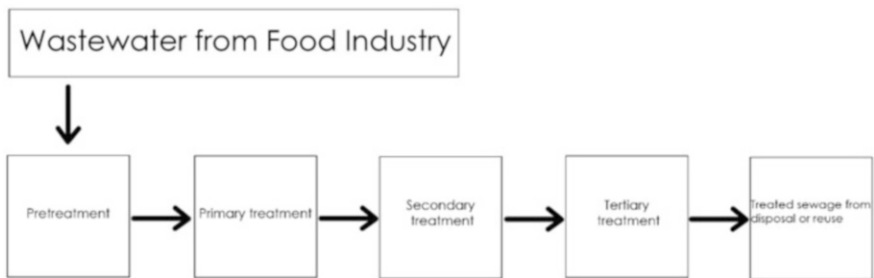 Wastewater from Food Industry
Pretreatment
Primary treatment
Secondary
treatment
Tertiary
treatment
Treated sewage from
disposal or reuse